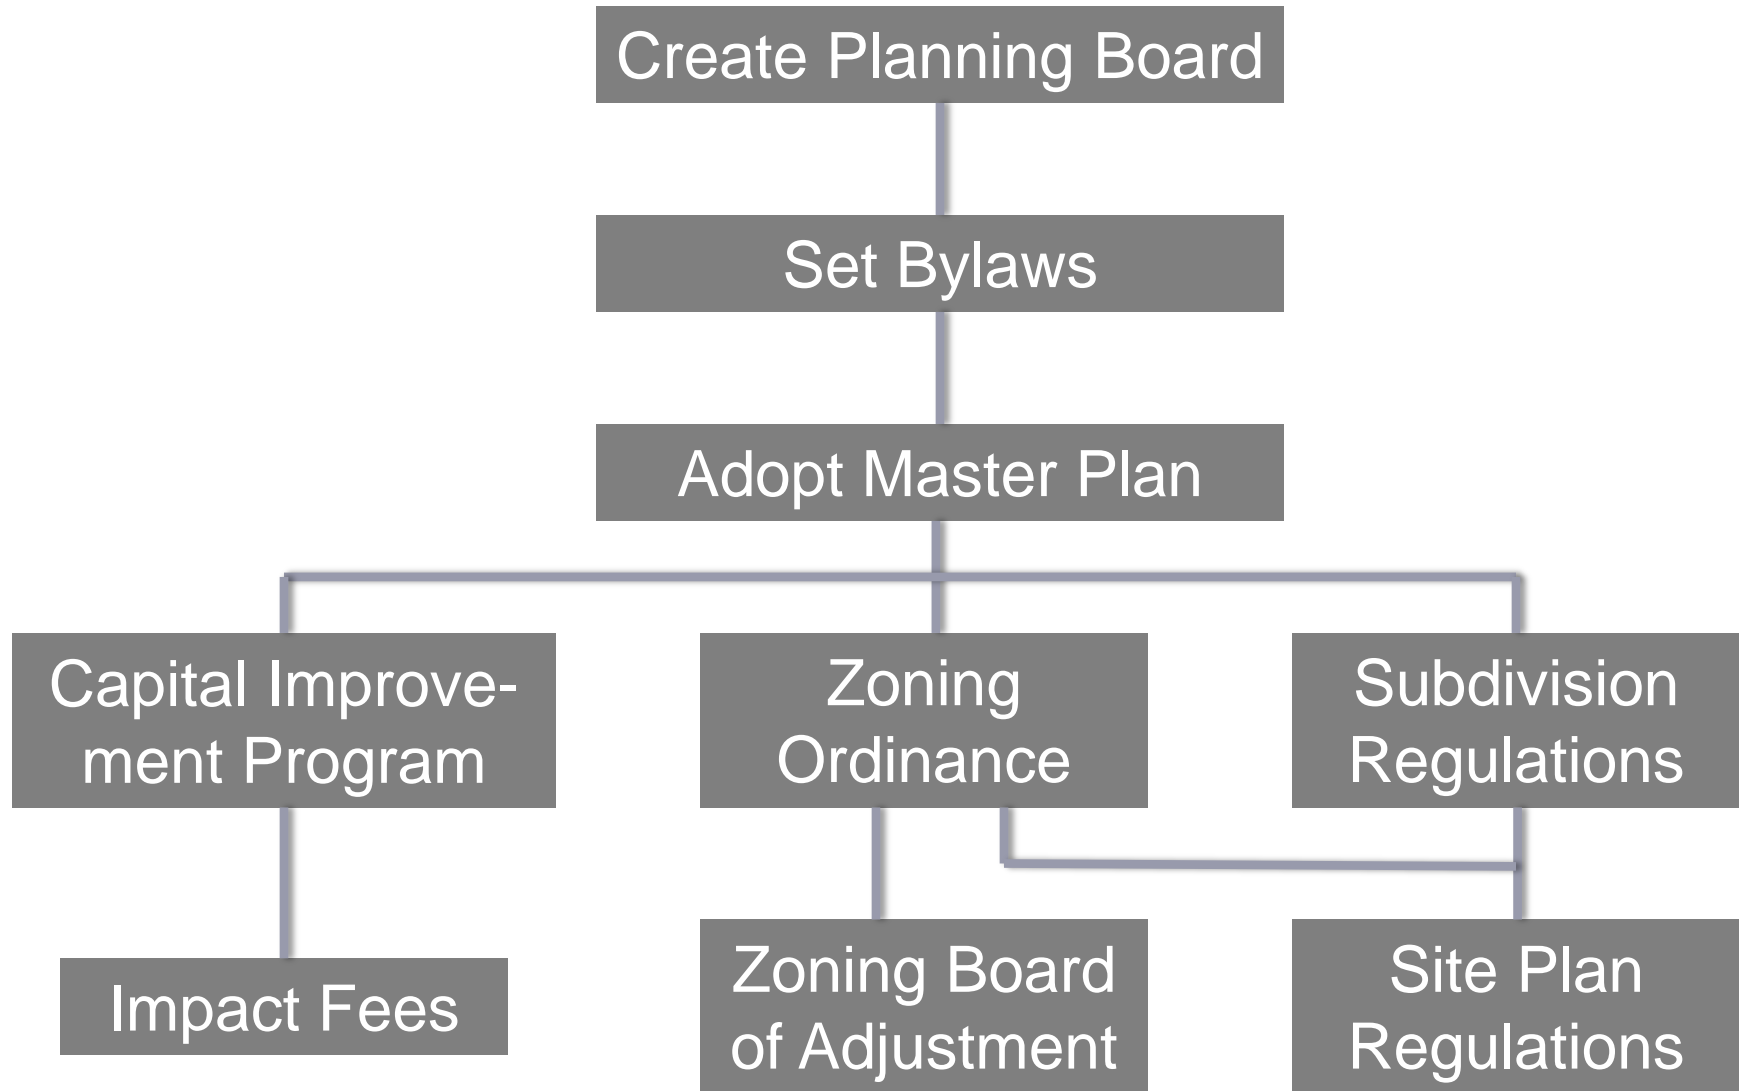 Create Planning Board
Set Bylaws
Adopt Master Plan
Capital Improve-
ment Program
Zoning
Ordinance
Subdivision
Regulations
Impact Fees
Zoning Board
of Adjustment
Site Plan
Regulations